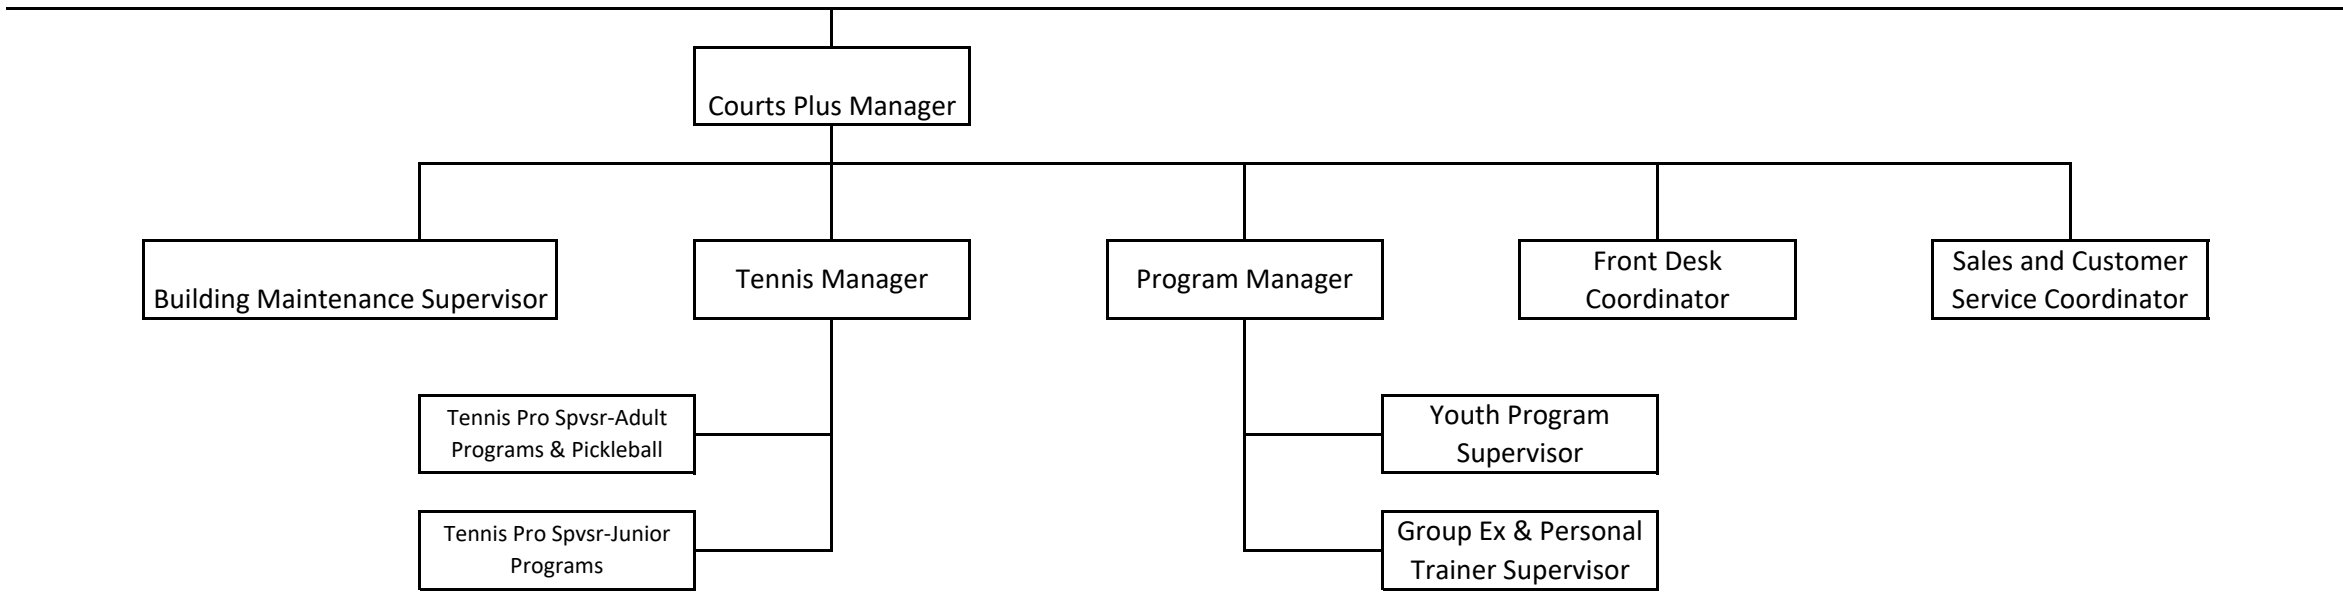 Courts Plus Manager
Building Maintenance Supervisor
Tennis Manager
Program Manager
Front Desk
Coordinator
Sales and Customer
Service Coordinator
Tennis Pro Spvsr-Adult
Programs & Pickleball
Youth Program
Supervisor
Tennis Pro Spvsr-Junior
Programs
Group Ex & Personal
Trainer Supervisor